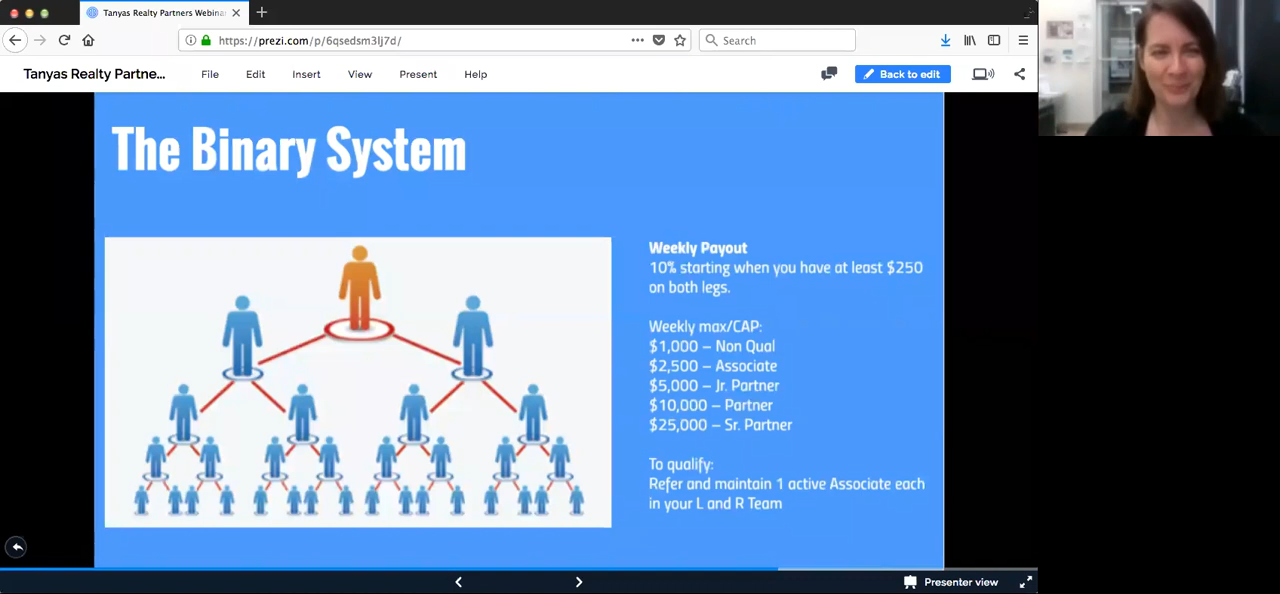 Tanyas Realty Partners Webinar
https://prezi.com/p/6qsedsm3lj7d/
Search
Tanyas Realty Partne...
File
Edit
Insert
View
Present
Help
Back to edit
The Binary System
Weekly Payout
10% starting when you have at least $250
on both legs.
Weekly max/CAP:
$1,000 – Non Qual
$2,500 – Associate
$5,000 – Jr. Partner
$10,000 – Partner
$25,000 – Sr. Partner
To qualify:
Refer and maintain 1 active Associate each
in your L and R Team
Presenter view